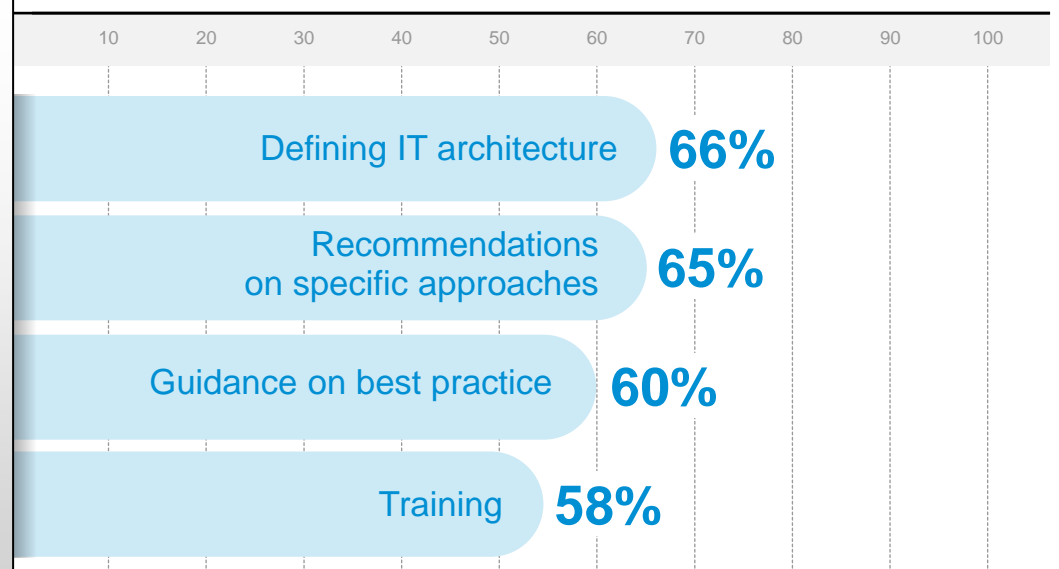 10 20 30 40 50 60 70 80 90 100
Defining IT architecture 66%
Recommendations
on specific approaches 65%
Guidance on best practice 60%
Training 58%